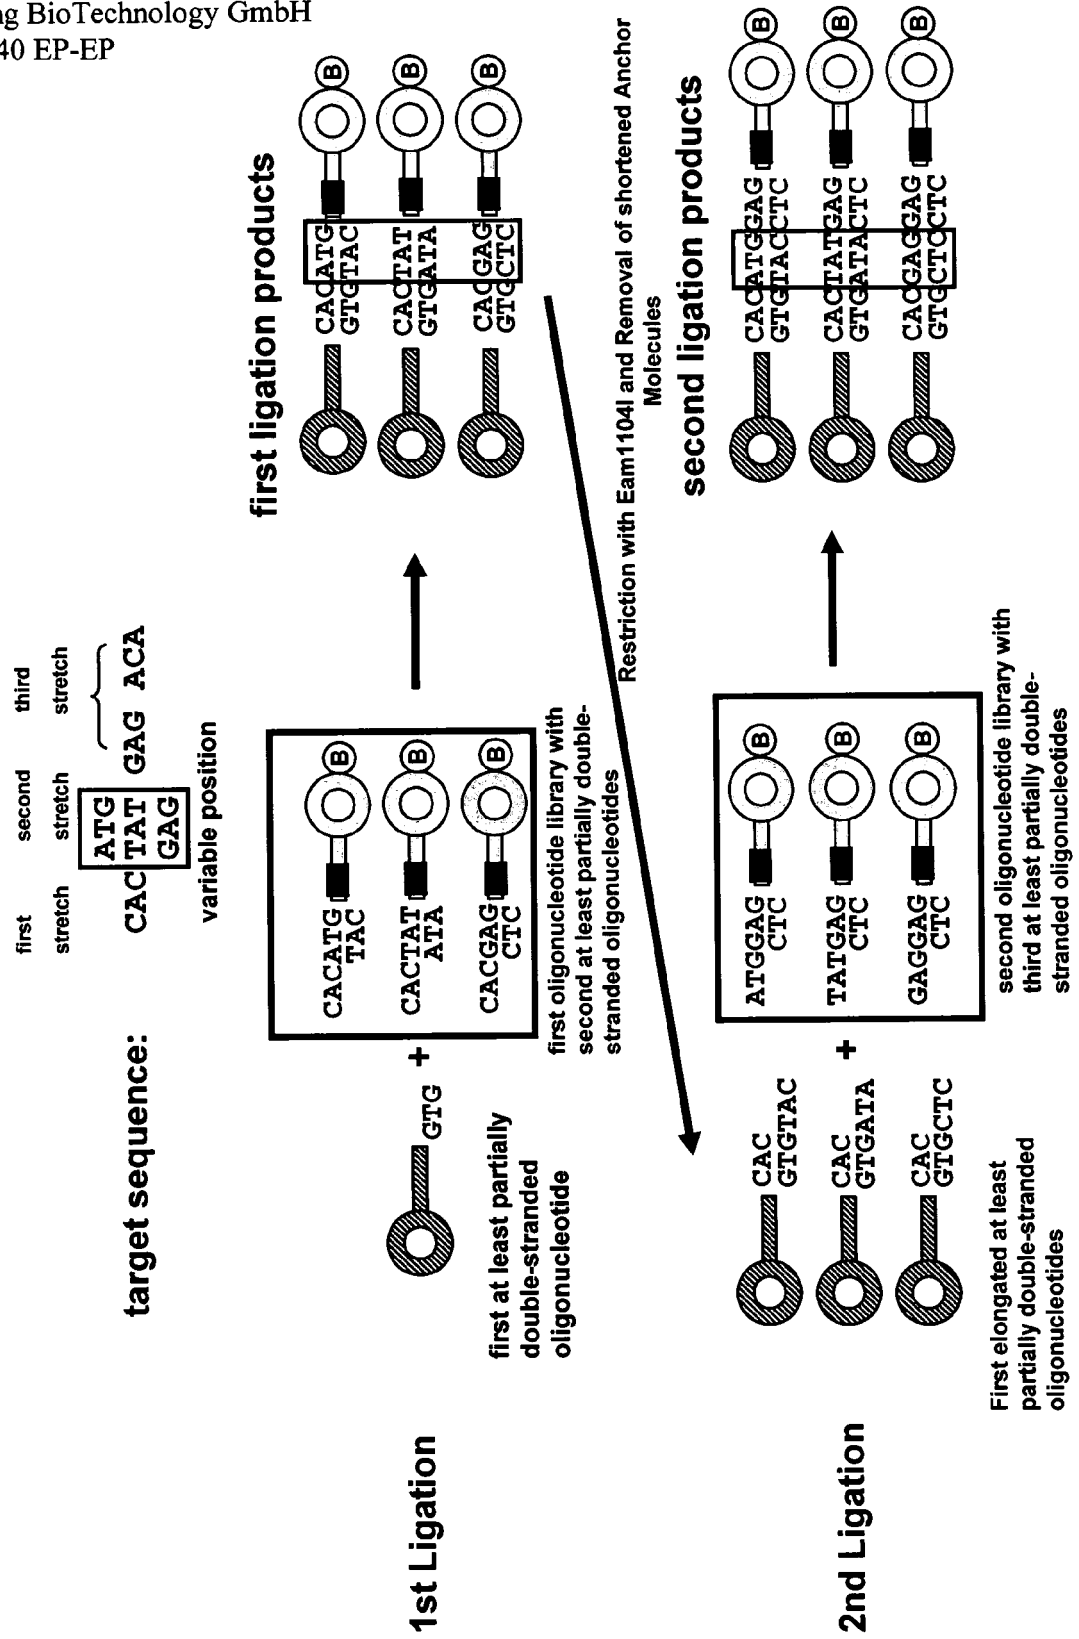 ng BioTechnology GmbH
40 EP-EP
target sequence:
first second third
stretch stretch stretch
ATG
CAC TAT GAG ACA
GAG
variable position
1st Ligation
GTG
first at least partially
double-stranded
oligonucleotide
+
CACATG
TAC
B
CACTAT
ATA
B
CACGAG
CTC
B
first oligonucleotide library with
second at least partially double-
stranded oligonucleotides
first ligation products
CACATG
GTGTAC
B
CACTAT
GTGATA
B
CACGAG
GTGCTC
B
Restriction with Eam1104I and Removal of shortened Anchor
Molecules
2nd Ligation
CAC
GTGTAC
CAC
GTGATA
CAC
GTGCTC
First elongated at least
partially double-stranded
oligonucleotides
+
ATGGAG
CTC
B
TATGAG
CTC
B
GAGGAG
CTC
B
second oligonucleotide library with
third at least partially double-
stranded oligonucleotides
second ligation products
CACATGGAG
GTGTACCTC
B
CACTATGAG
GTGATACTC
B
CACGAGGAG
GTGCTCCTC
B